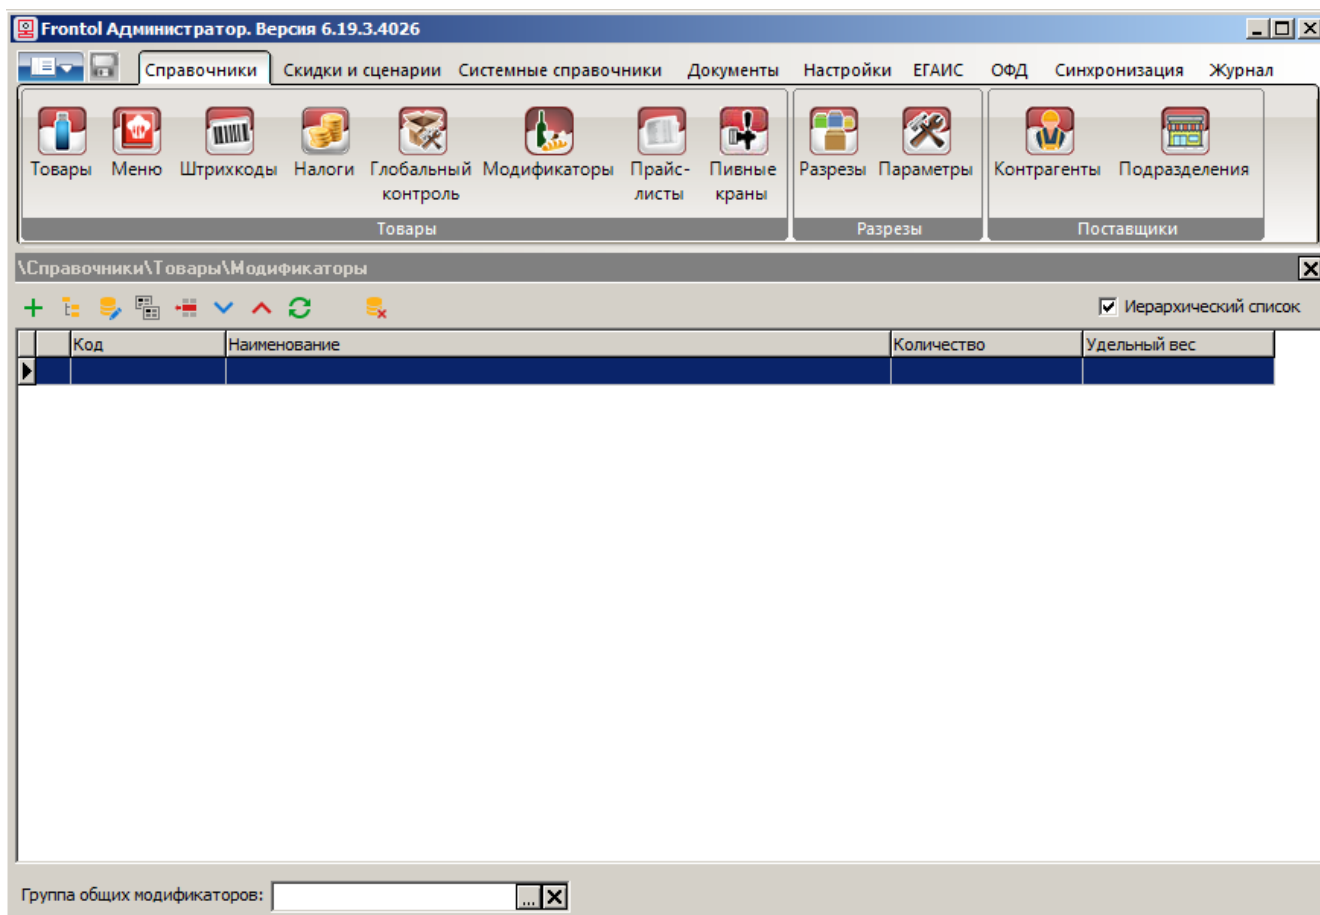 Frontol Администратор. Версия 6.19.3.4026
Справочники Скидки и сценарии Системные справочники Документы Настройки ЕГАИС ОФД Синхронизация Журнал
Товары Меню Штрихкоды Налоги Глобальный контроль Модификаторы Прайс-листы Пивные краны Разрезы Параметры Контрагенты Подразделения
Товары Разрезы Поставщики
\Справочники\Товары\Модификаторы
Иерархический список
Код Наименование Количество Удельный вес
Группа общих модификаторов: ...